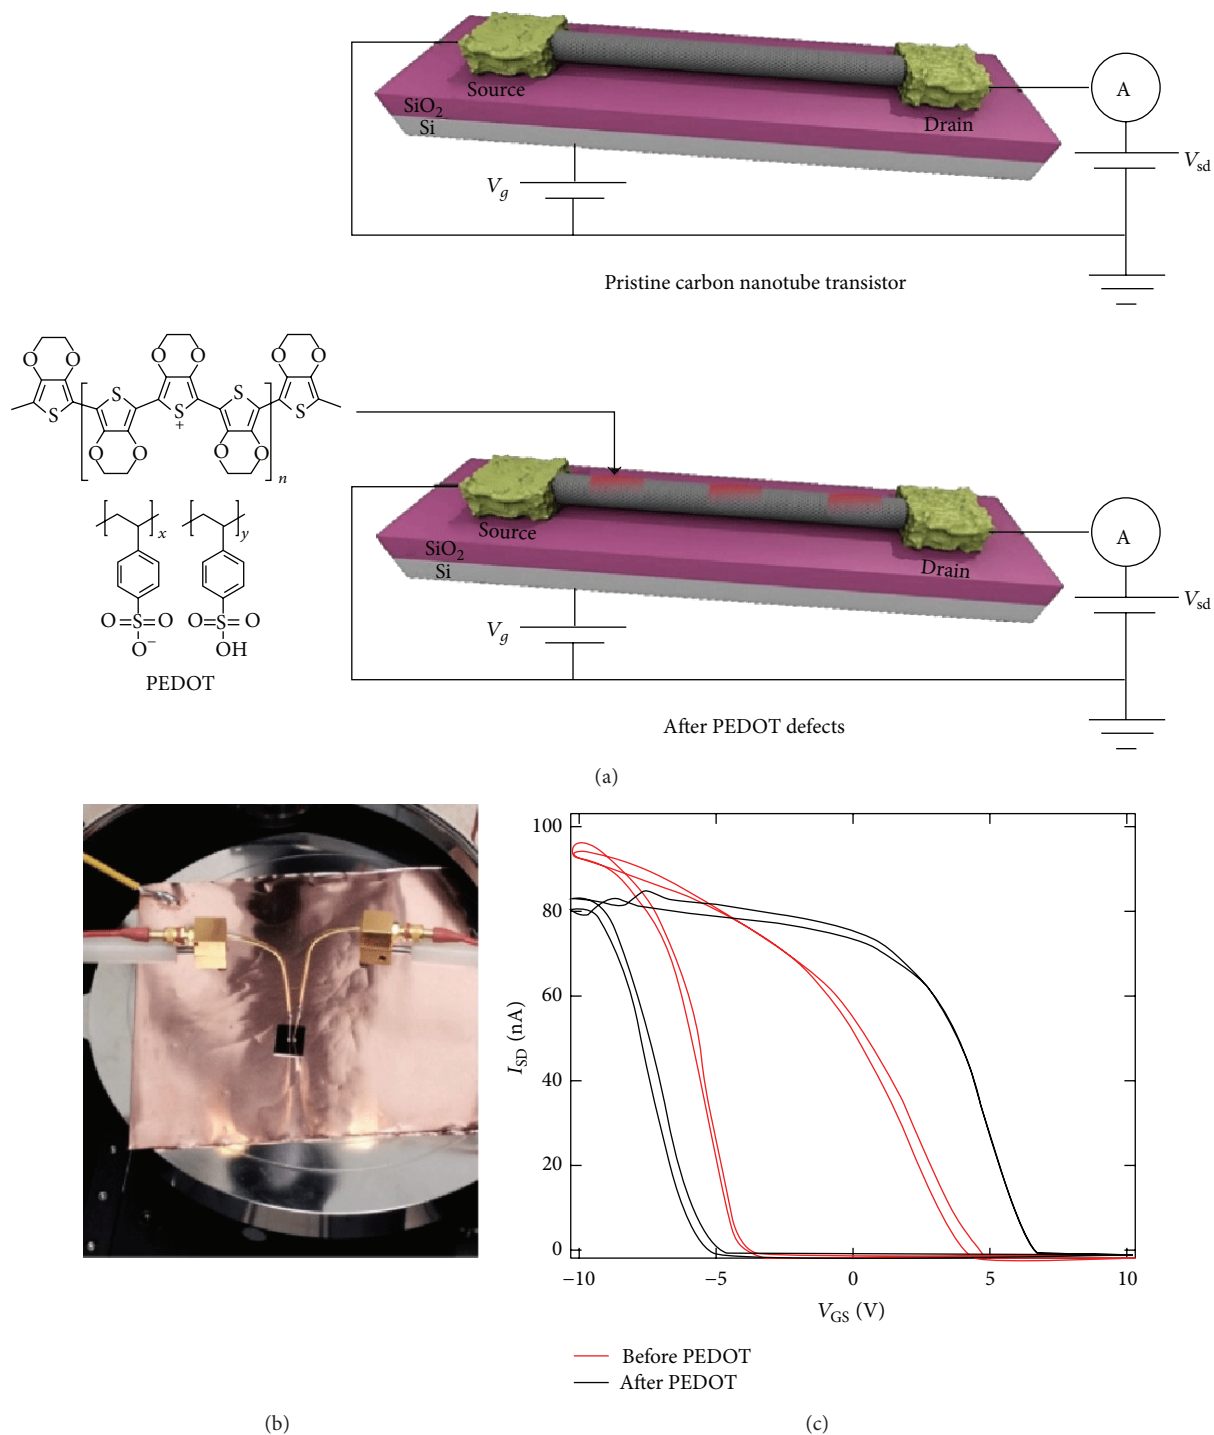 Source
SiO2
Si
Drain
A
Vsd
Vg
Pristine carbon nanotube transistor
O O O O O O
S S S S S
+
O O O O
n
x y
O S O O S O
O− OH
PEDOT
Source
SiO2
Si
Drain
A
Vsd
Vg
After PEDOT defects
(a)
100
80
60
40
20
0
ISD (nA)
−10 −5 0 5 10
VGS (V)
Before PEDOT
After PEDOT
(b)
(c)